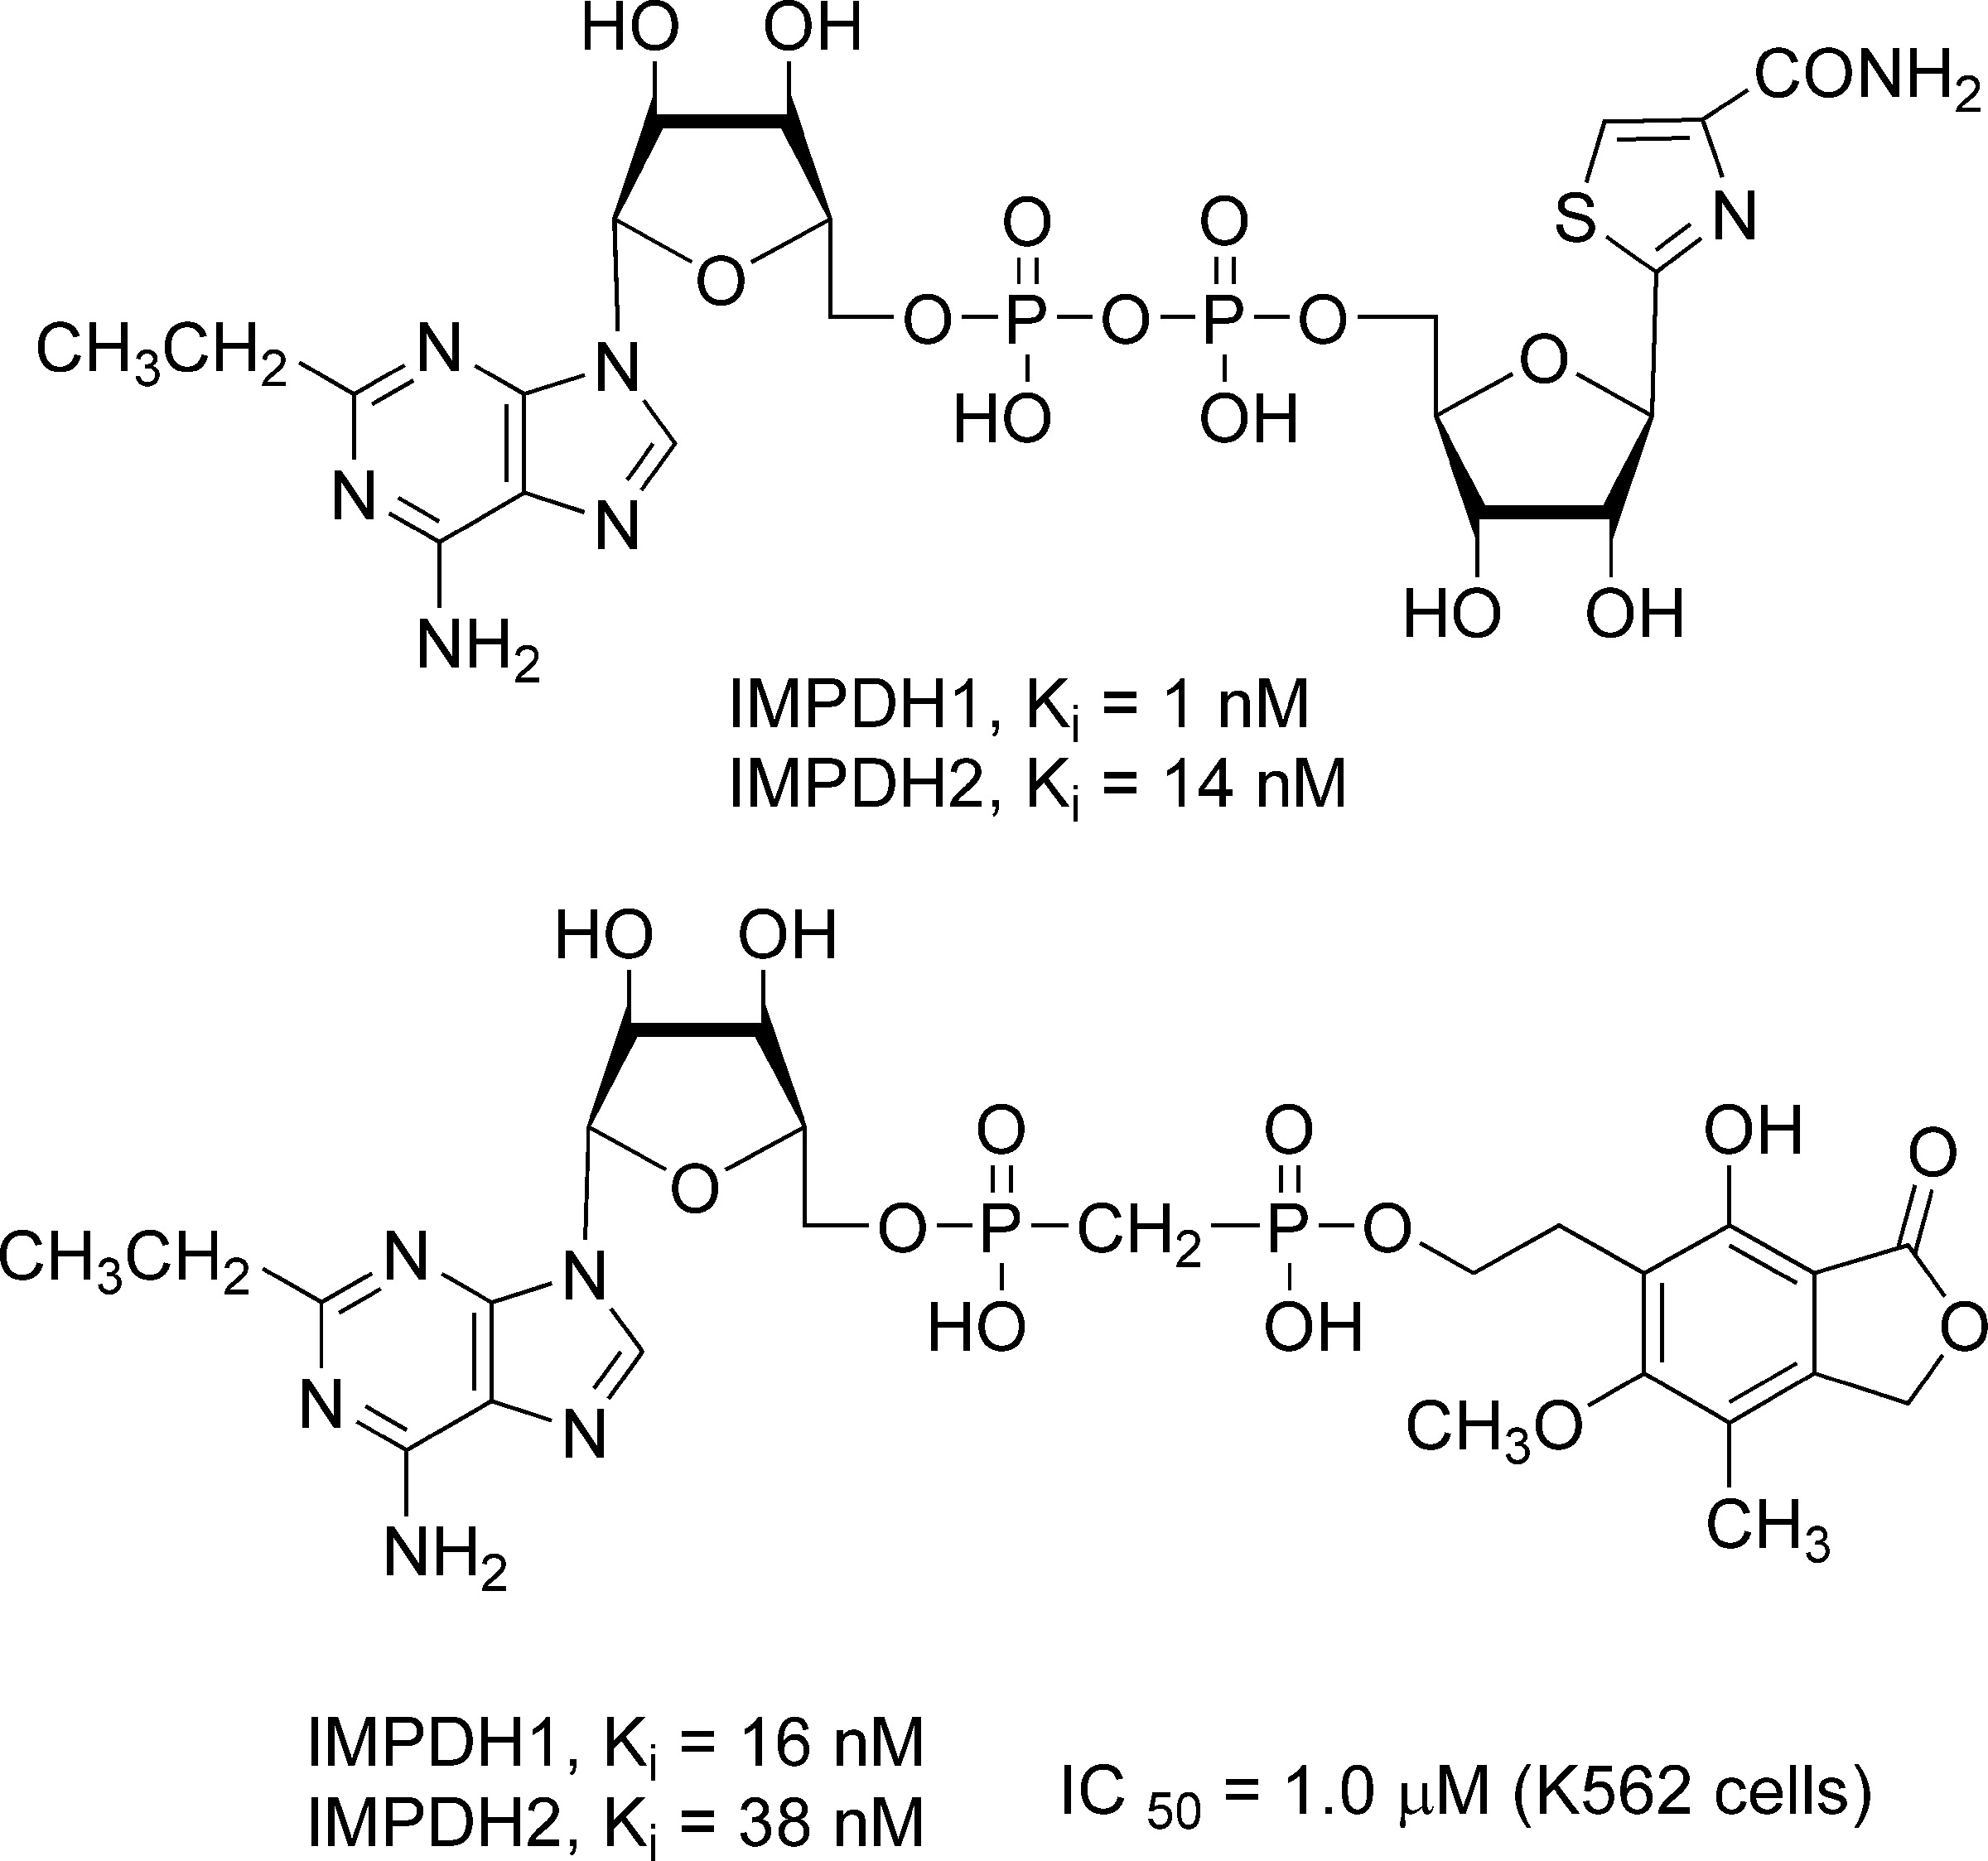 HO OH
CONH2
O O
S N
O
CH3CH2 N N O P O P O O
HO OH
N N
HO OH
NH2
IMPDH1, Ki = 1 nM
IMPDH2, Ki = 14 nM
HO OH
O O OH O
O
CH3CH2 N N O P CH2 P O
HO OH O
N N CH3O
CH3
NH2
IMPDH1, Ki = 16 nM
IMPDH2, Ki = 38 nM
IC 50 = 1.0 μM (K562 cells)